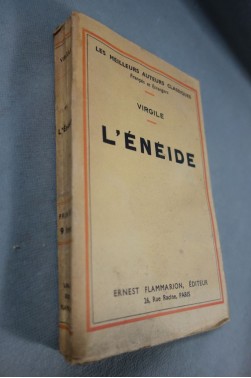 LES MEILLEURS AUTEURS CLASSIQUES
Français et Étrangers
VIRGILE
L'ÉNÉIDE
ERNEST FLAMMARION, ÉDITEUR
26, Rue Racine, PARIS